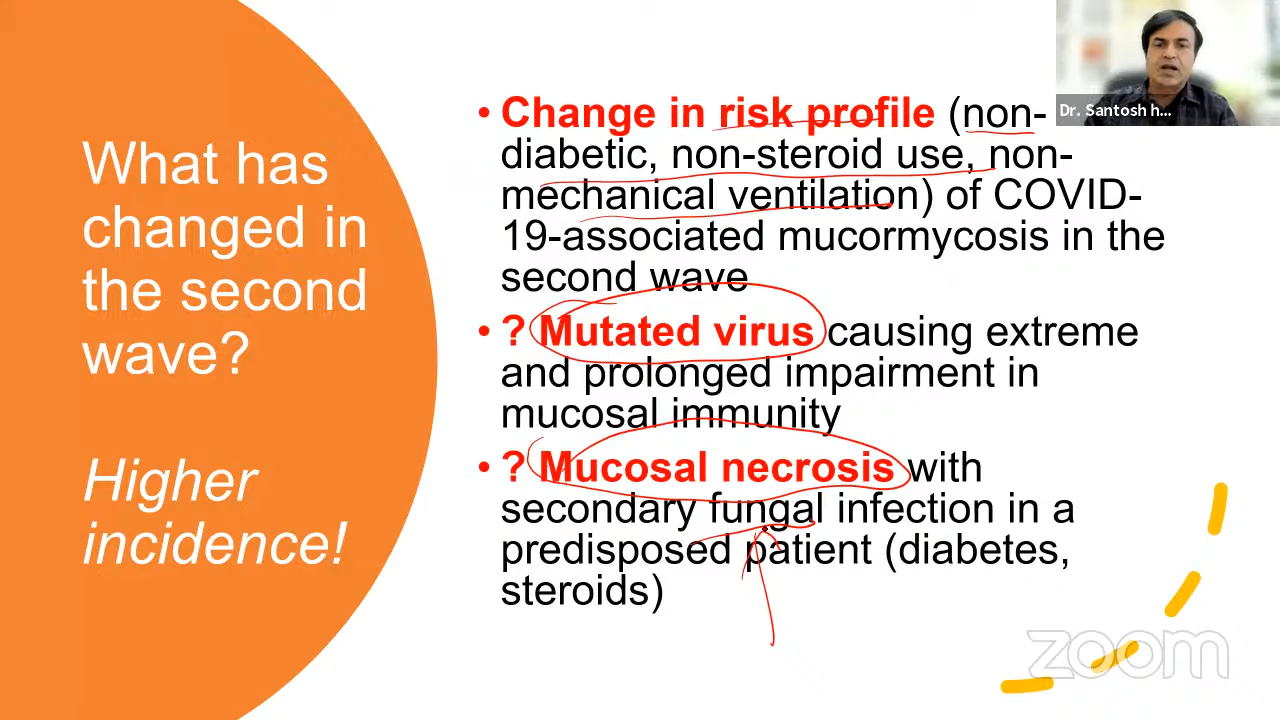 What has
changed in
the second
wave?
Higher
incidence!
• Change in risk profile (non-
diabetic, non-steroid use, non-
mechanical ventilation) of COVID-
19-associated mucormycosis in the
second wave
• ? Mutated virus causing extreme
and prolonged impairment in
mucosal immunity
• ? Mucosal necrosis with
secondary fungal infection in a
predisposed patient (diabetes,
steroids)
Dr. Santosh h...
zoom